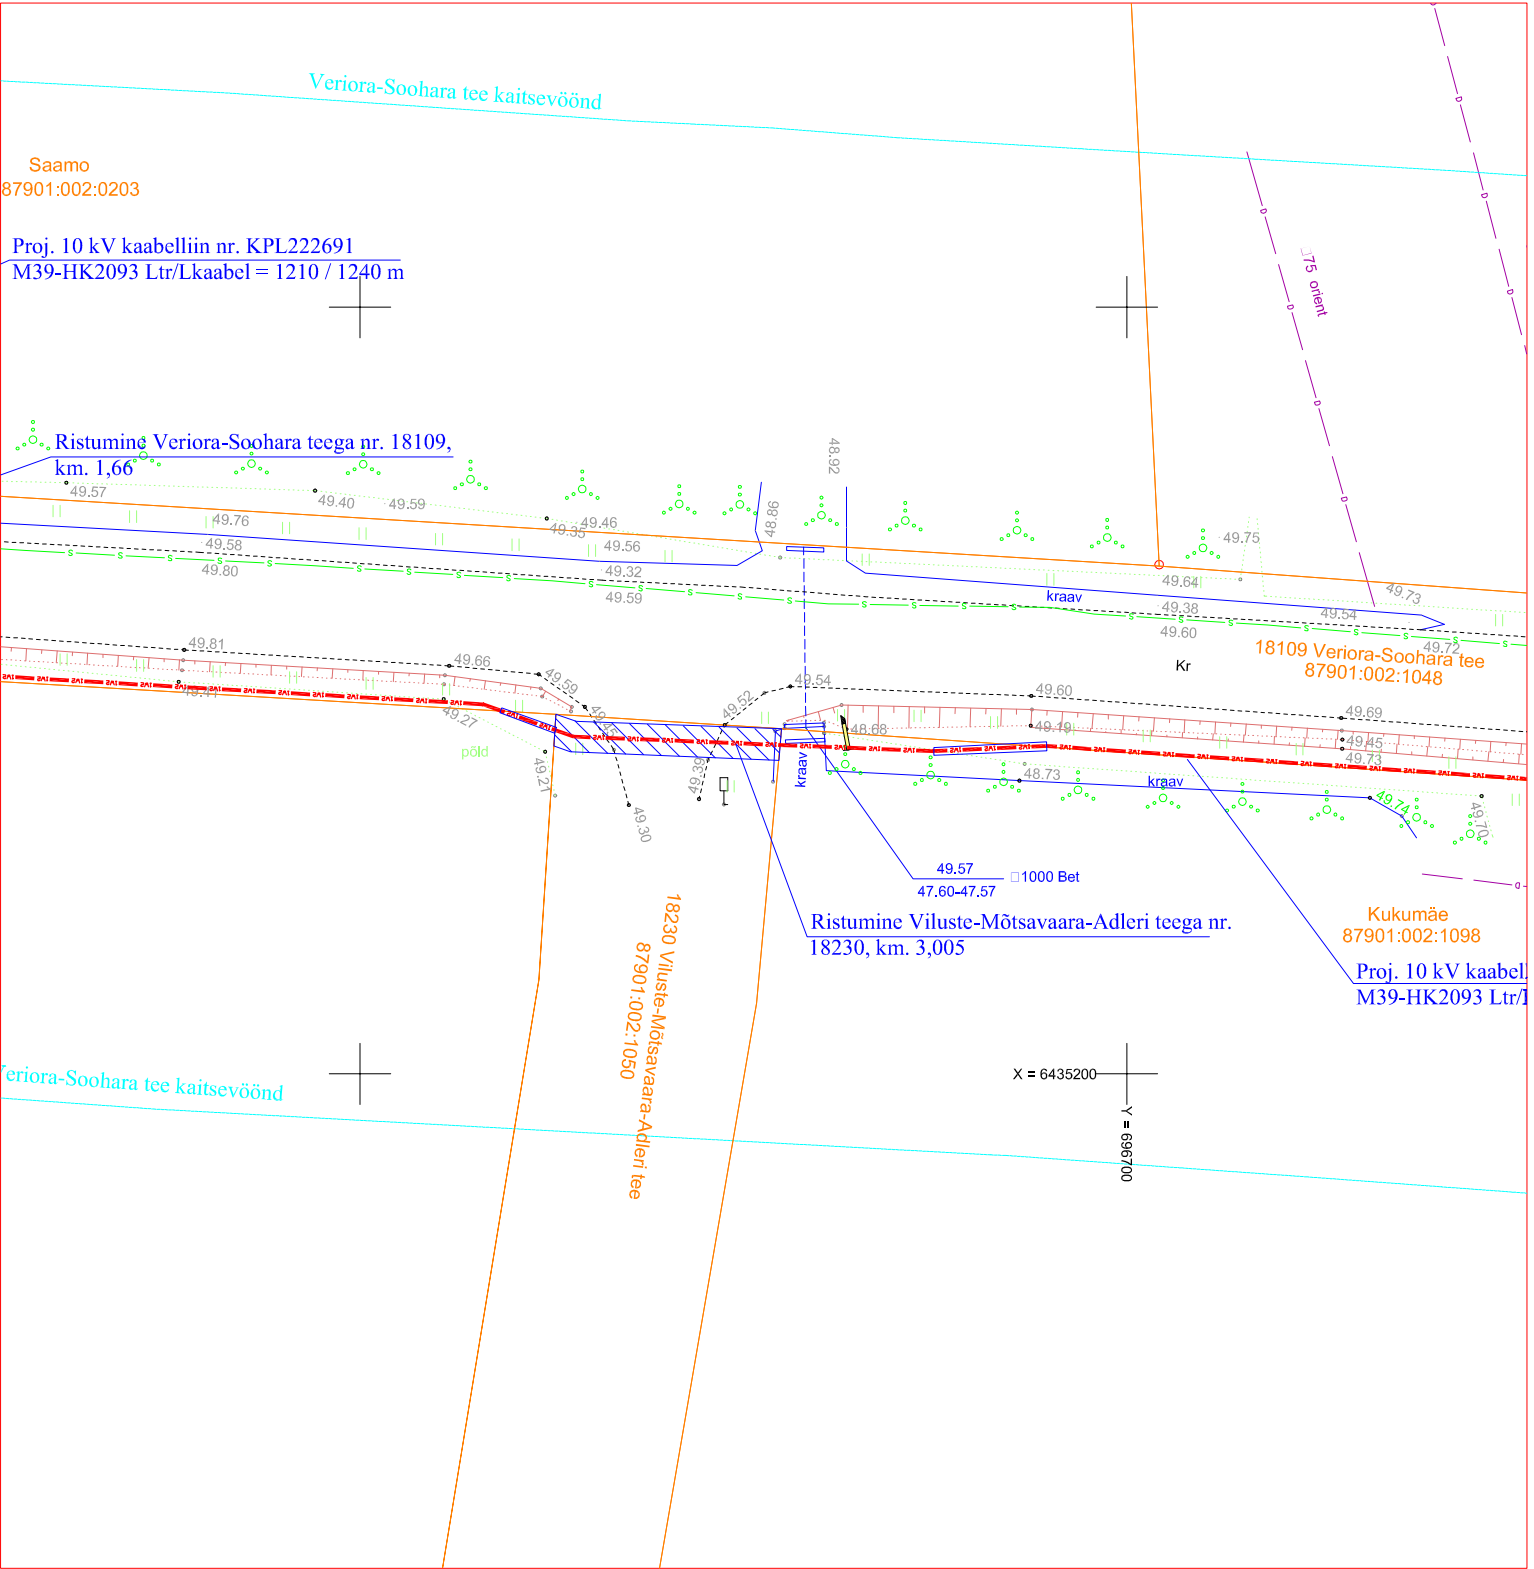 Veriora-Soohara tee kaitsevöönd
Saamo
87901:002:0203
Proj. 10 kV kaabelliin nr. KPL222691
M39-HK2093 Ltr/Lkaabel = 1210 / 1240 m
□75 orient
Ristumine Veriora-Soohara teega nr. 18109,
km. 1,66
48.92
49.57
49.40
49.59
49.46
48.86
49.76
49.35
49.58
49.56
49.75
49.80
49.32
49.64
49.73
49.59
kraav
49.38
49.54
49.60
49.72
49.81
49.66
Kr
18109 Veriora-Soohara tee
87901:002:1048
49.59
49.52
49.54
49.60
49.69
49.27
49.45
48.68
49.19
49.45
49.73
põld
49.21
49.39
kraav
48.73
kraav
49.74
49.70
49.30
49.57
47.60-47.57
□1000 Bet
Ristumine Viluste-Mõtsavaara-Adleri teega nr.
18230, km. 3,005
18230 Viluste-Mõtsavaara-Adleri tee
87901:002:1050
Kukumäe
87901:002:1098
Proj. 10 kV kaabel
M39-HK2093 Ltr/
eriora-Soohara tee kaitsevöönd
X = 6435200
Y = 696700